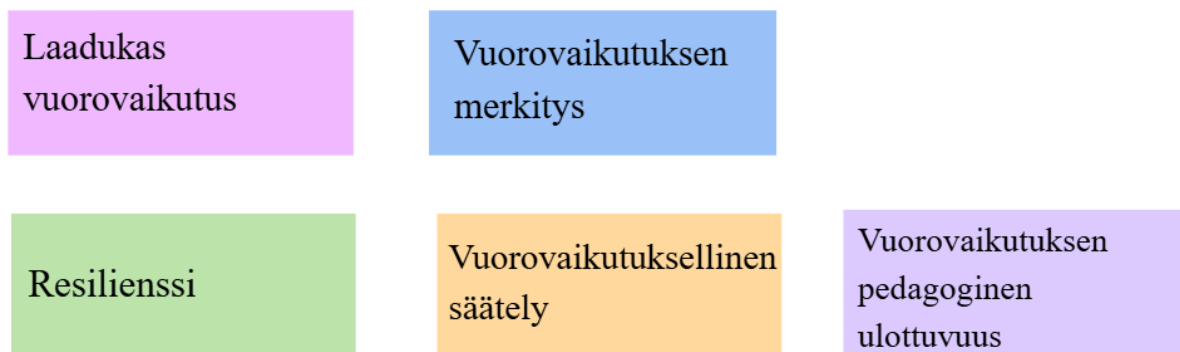 Laadukas
vuorovaikutus
Vuorovaikutuksen
merkitys
Resilienssi
Vuorovaikutuksellinen
säätely
Vuorovaikutuksen
pedagoginen
ulottuvuus